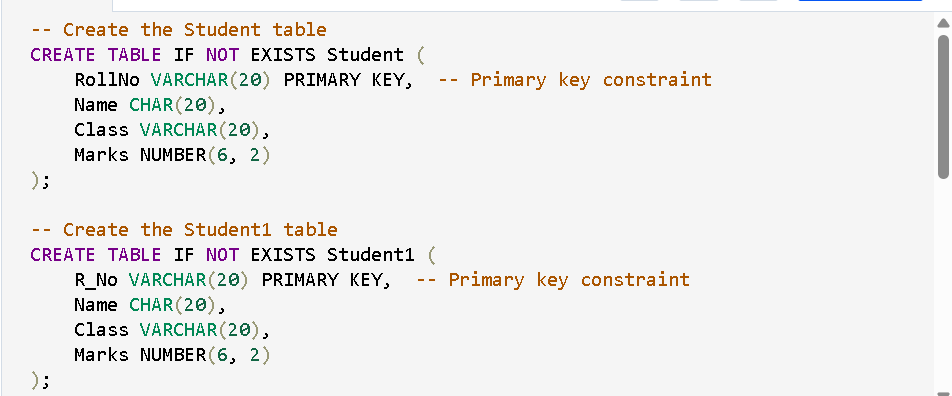 -- Create the Student table
CREATE TABLE IF NOT EXISTS Student (
    RollNo VARCHAR(20) PRIMARY KEY,  -- Primary key constraint
    Name CHAR(20),
    Class VARCHAR(20),
    Marks NUMBER(6, 2)
);

-- Create the Student1 table
CREATE TABLE IF NOT EXISTS Student1 (
    R_No VARCHAR(20) PRIMARY KEY,  -- Primary key constraint
    Name CHAR(20),
    Class VARCHAR(20),
    Marks NUMBER(6, 2)
);